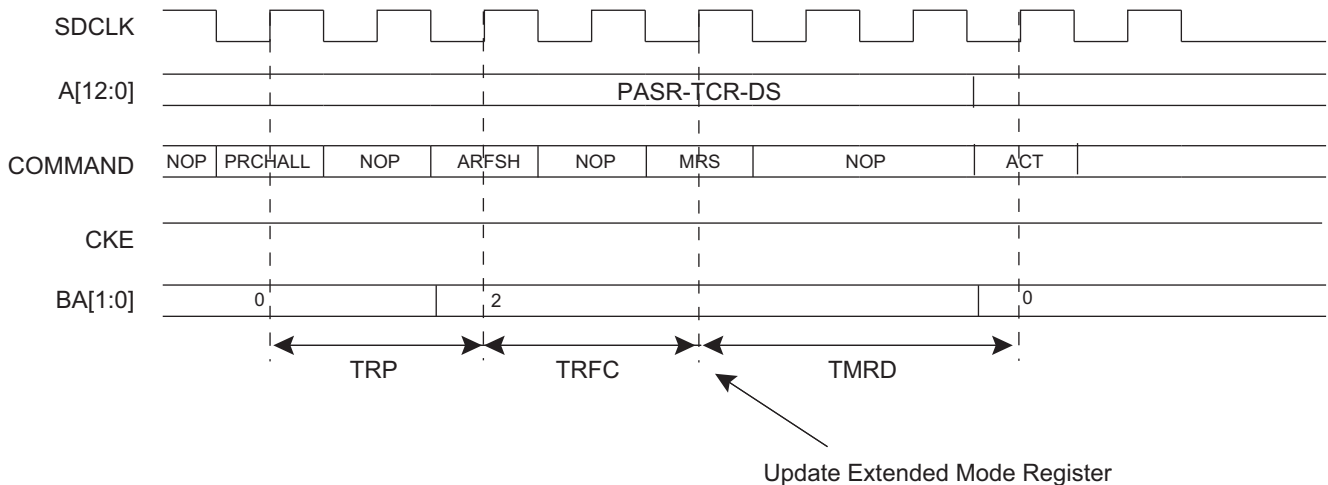 SDCLK
A[12:0] PASR-TCR-DS
COMMAND NOP PRCHALL NOP ARFSH NOP MRS NOP ACT
CKE
BA[1:0] 0 2 0
TRP TRFC TMRD
Update Extended Mode Register